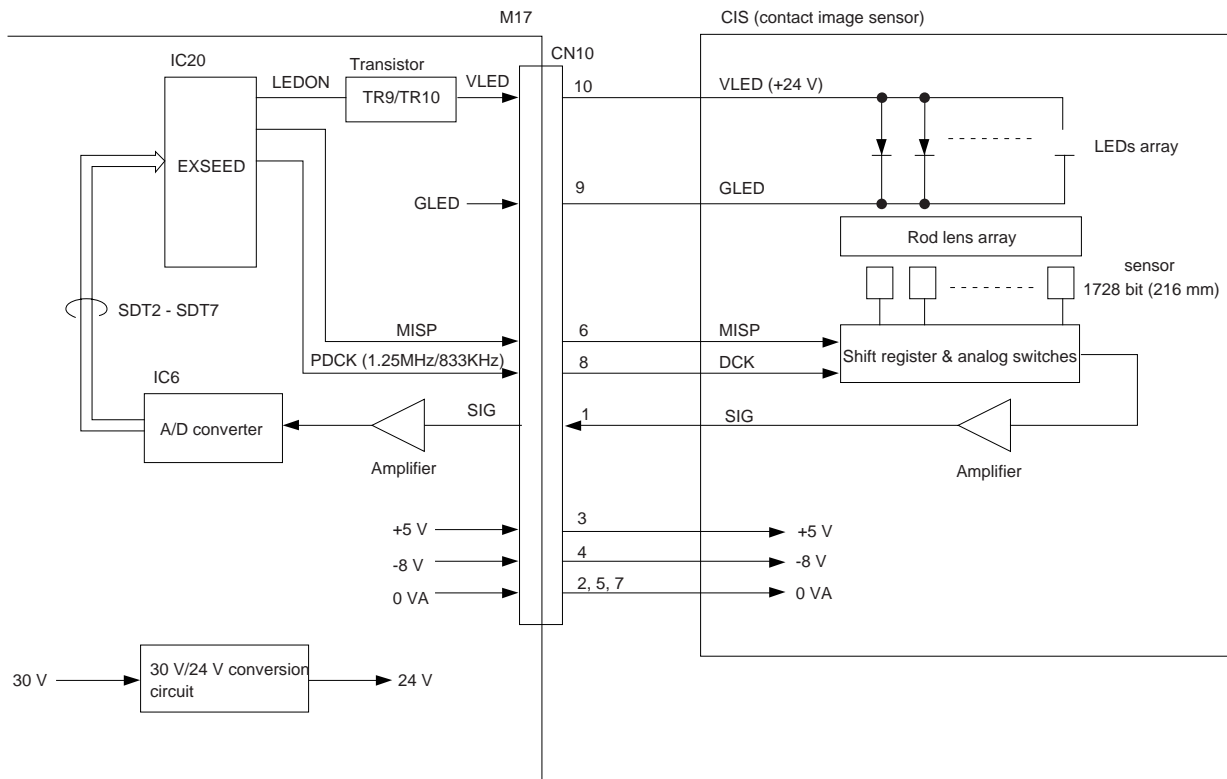 M17
CIS (contact image sensor)
IC20
Transistor
CN10
LEDON
TR9/TR10
VLED
10
VLED (+24 V)
EXSEED
LEDs array
GLED
9
GLED
Rod lens array
sensor
1728 bit (216 mm)
SDT2 - SDT7
MISP
6
MISP
PDCK (1.25MHz/833KHz)
8
DCK
Shift register & analog switches
IC6
A/D converter
SIG
1
SIG
Amplifier
Amplifier
+5 V
3
+5 V
-8 V
4
-8 V
0 VA
2, 5, 7
0 VA
30 V
30 V/24 V conversion
circuit
24 V